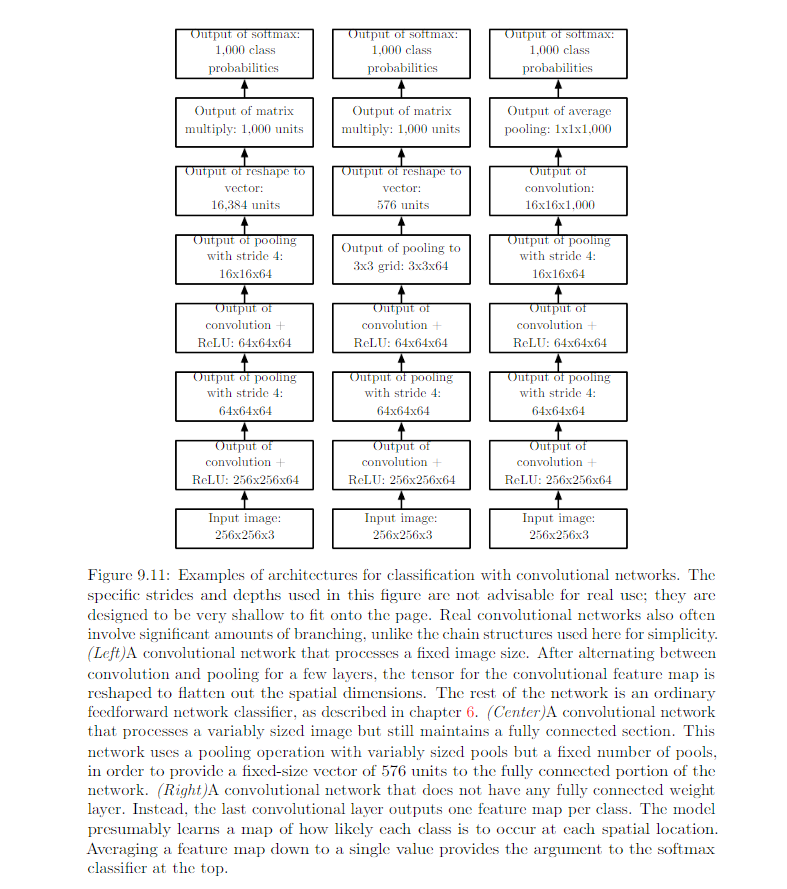 Output of softmax:
1,000 class
probabilities
Output of matrix
multiply: 1,000 units
Output of reshape to
vector:
16,384 units
Output of pooling
with stride 4:
16x16x64
Output of
convolution +
ReLU: 64x64x64
Output of pooling
with stride 4:
64x64x64
Output of
convolution +
ReLU: 256x256x64
Input image:
256x256x3
Output of softmax:
1,000 class
probabilities
Output of matrix
multiply: 1,000 units
Output of reshape to
vector:
576 units
Output of pooling to
3x3 grid: 3x3x64
Output of
convolution +
ReLU: 64x64x64
Output of pooling
with stride 4:
64x64x64
Output of
convolution +
ReLU: 256x256x64
Input image:
256x256x3
Output of softmax:
1,000 class
probabilities
Output of average
pooling: 1x1x1,000
Output of
convolution:
16x16x1,000
Output of pooling
with stride 4:
16x16x64
Output of
convolution +
ReLU: 64x64x64
Output of pooling
with stride 4:
64x64x64
Output of
convolution +
ReLU: 256x256x64
Input image:
256x256x3
Figure 9.11: Examples of architectures for classification with convolutional networks. The
specific strides and depths used in this figure are not advisable for real use; they are
designed to be very shallow to fit onto the page. Real convolutional networks also often
involve significant amounts of branching, unlike the chain structures used here for simplicity.
(Left)A convolutional network that processes a fixed image size. After alternating between
convolution and pooling for a few layers, the tensor for the convolutional feature map is
reshaped to flatten out the spatial dimensions. The rest of the network is an ordinary
feedforward network classifier, as described in chapter 6. (Center)A convolutional network
that processes a variably sized image but still maintains a fully connected section. This
network uses a pooling operation with variably sized pools but a fixed number of pools,
in order to provide a fixed-size vector of 576 units to the fully connected portion of the
network. (Right)A convolutional network that does not have any fully connected weight
layer. Instead, the last convolutional layer outputs one feature map per class. The model
presumably learns a map of how likely each class is to occur at each spatial location.
Averaging a feature map down to a single value provides the argument to the softmax
classifier at the top.